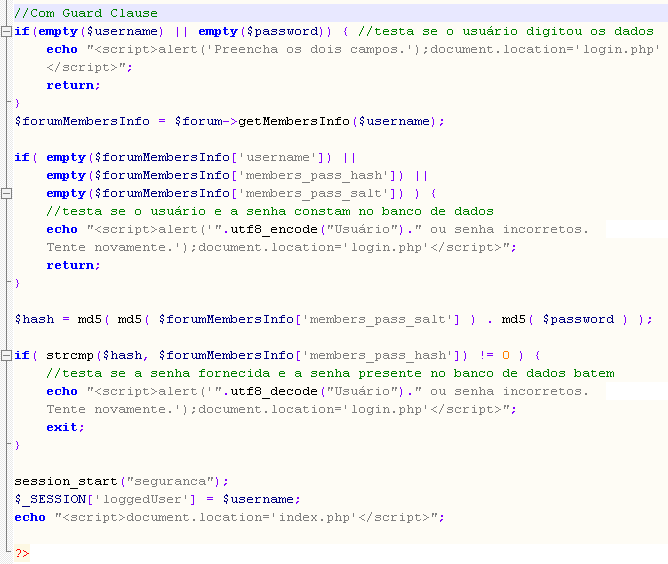 //Com Guard Clause
if(empty($username) || empty($password)) { //testa se o usuário digitou os dados
echo "<script>alert('Preencha os dois campos.');document.location='login.php'
</script>";
return;
}
$forumMembersInfo = $forum->getMembersInfo($username);
if( empty($forumMembersInfo['username']) ||
empty($forumMembersInfo['members_pass_hash']) ||
empty($forumMembersInfo['members_pass_salt']) ) {
//testa se o usuário e a senha constam no banco de dados
echo "<script>alert('".utf8_encode("Usuário")." ou senha incorretos.
Tente novamente.');document.location='login.php'</script>";
return;
}
$hash = md5( md5( $forumMembersInfo['members_pass_salt'] ) . md5( $password ) );
if( strcmp($hash, $forumMembersInfo['members_pass_hash']) != 0 ) {
//testa se a senha fornecida e a senha presente no banco de dados batem
echo "<script>alert('".utf8_decode("Usuário")." ou senha incorretos.
Tente novamente.');document.location='login.php'</script>";
exit;
}
session_start("seguranca");
$_SESSION['loggedUser'] = $username;
echo "<script>document.location='index.php'</script>";
?>